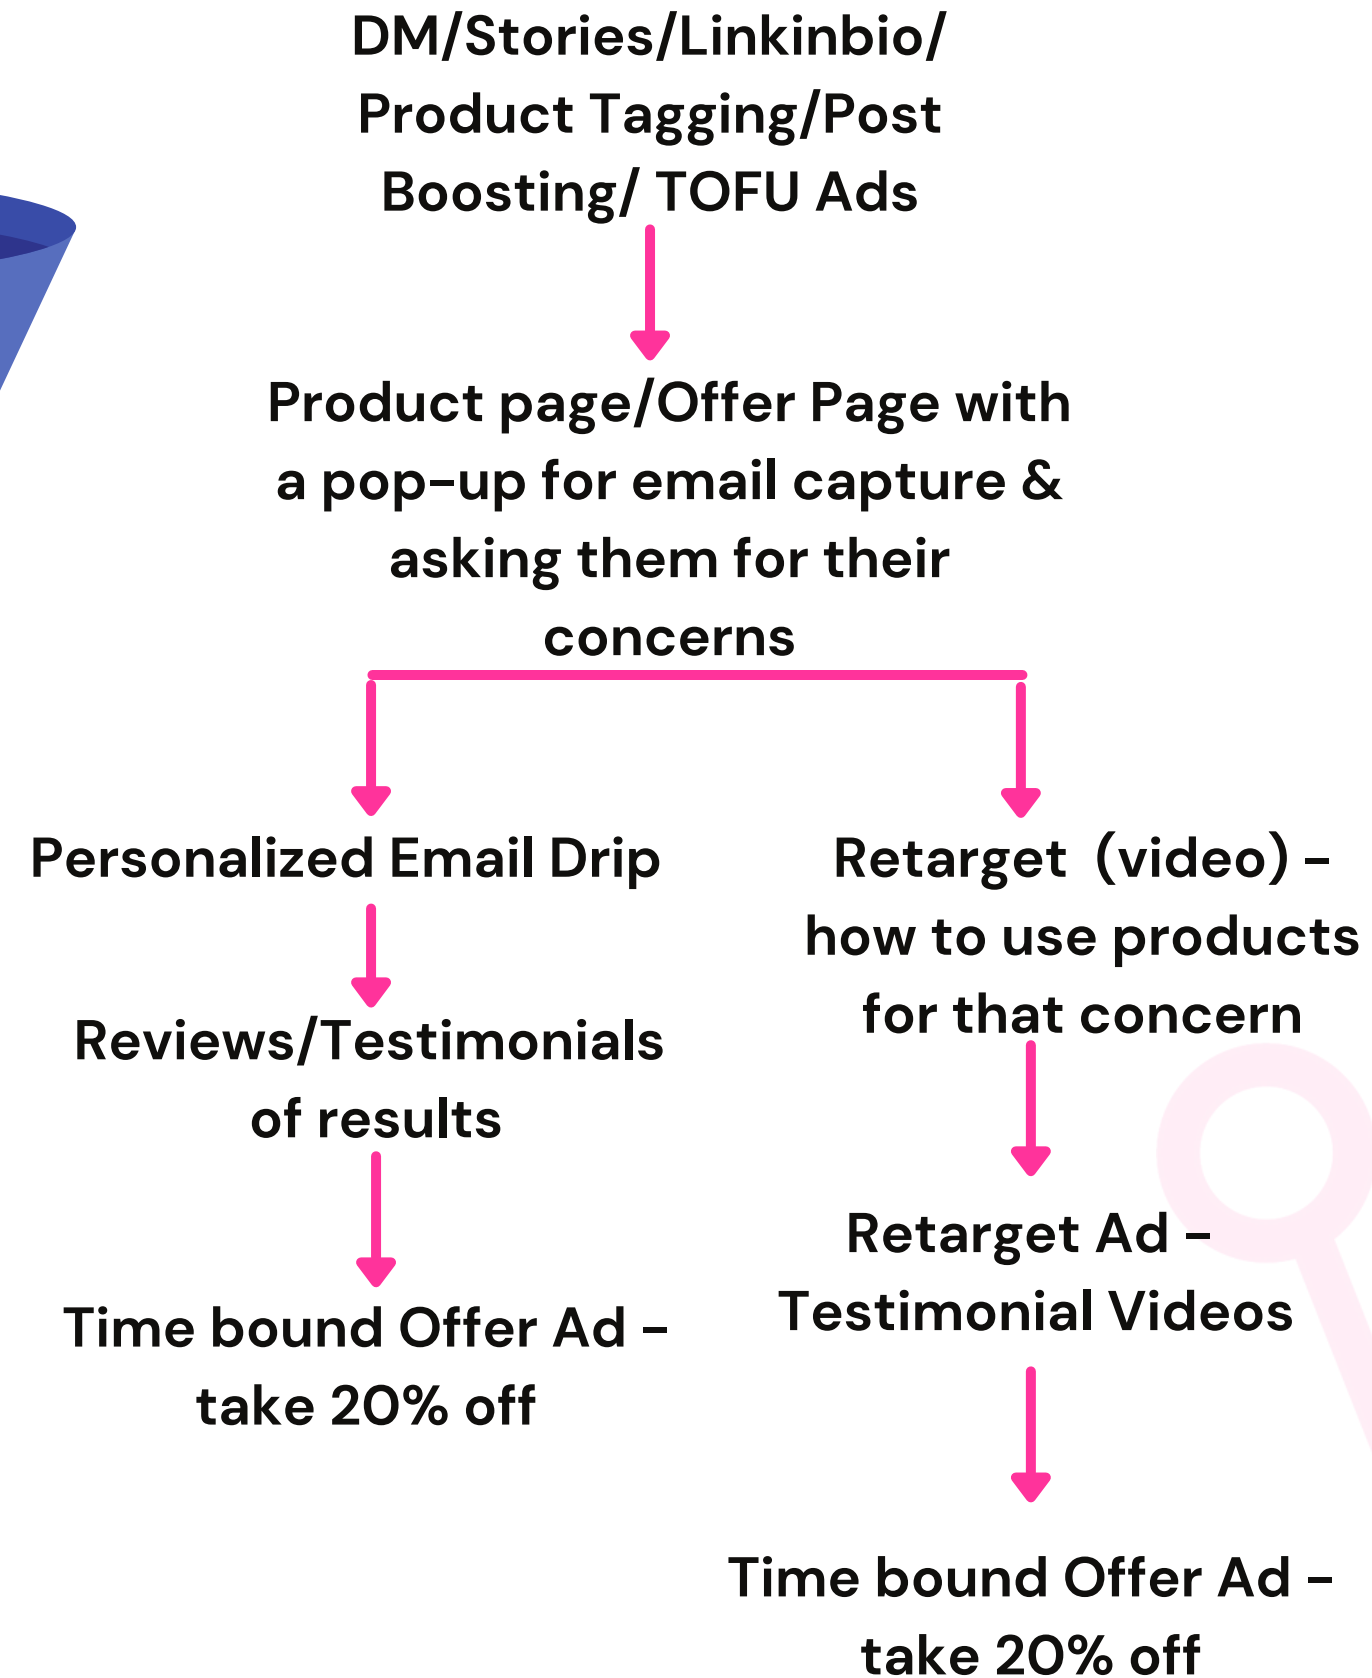 DM/Stories/Linkinbio/
Product Tagging/Post
Boosting/ TOFU Ads
Product page/Offer Page with
a pop-up for email capture &
asking them for their
concerns
Personalized Email Drip
Reviews/Testimonials
of results
Time bound Offer Ad -
take 20% off
Retarget (video) -
how to use products
for that concern
Retarget Ad -
Testimonial Videos
Time bound Offer Ad -
take 20% off